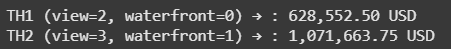 TH1 (view=2, waterfront=0) → : 628,552.50 USD
TH2 (view=3, waterfront=1) → : 1,071,663.75 USD